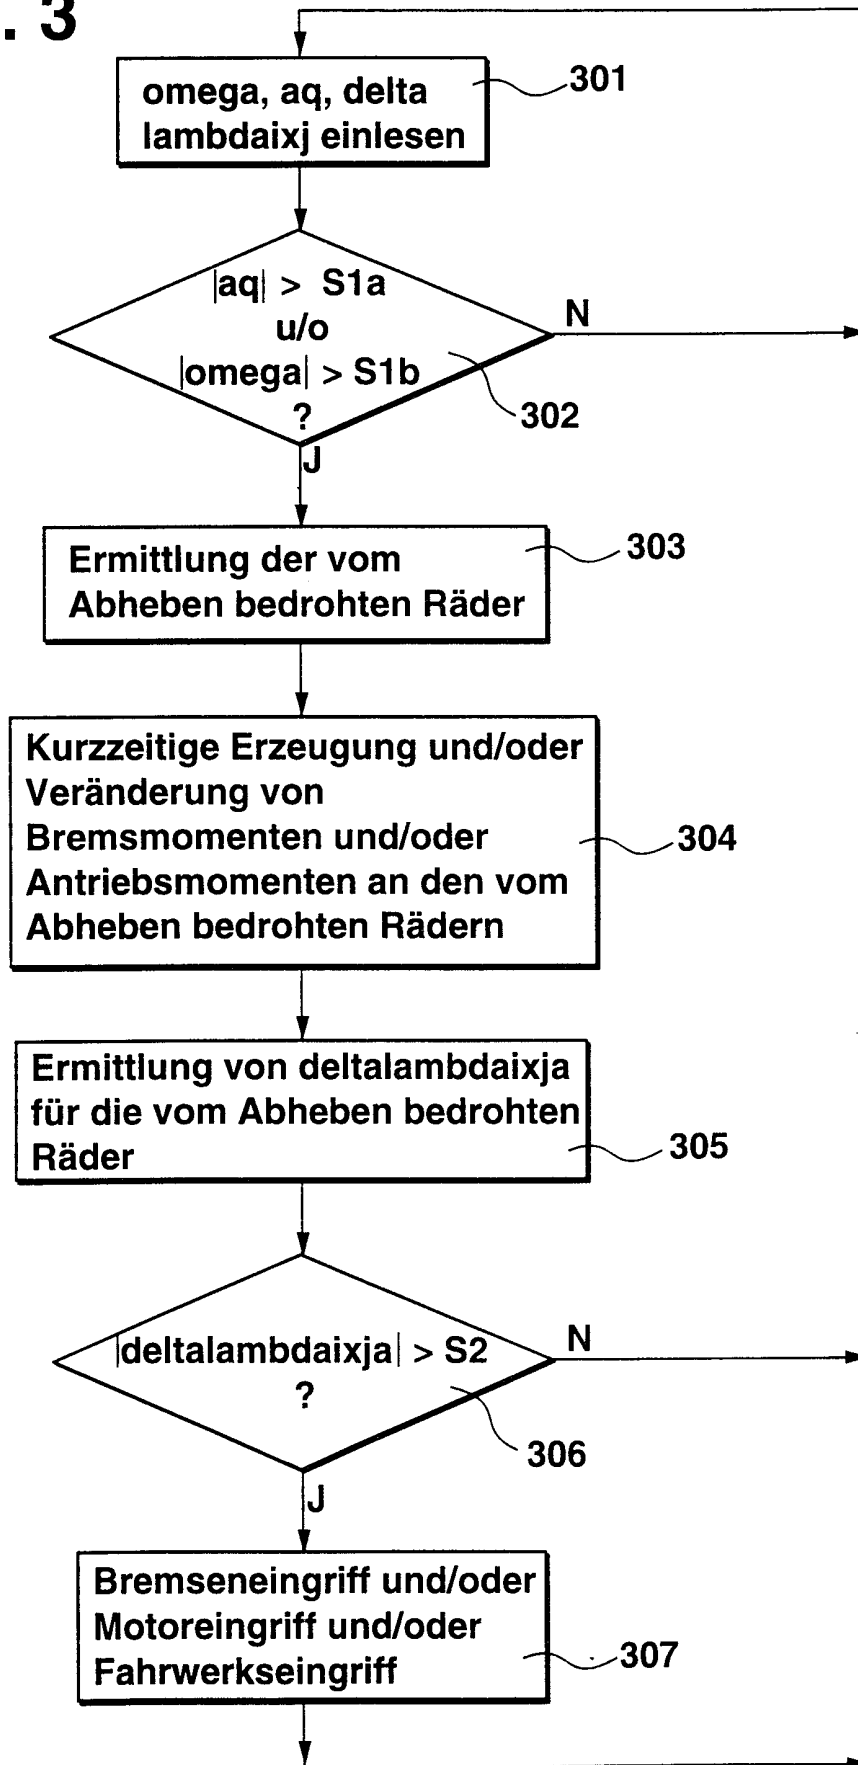 . 3
omega, aq, delta
lambdaixj einlesen
301
|aq| > S1a
u/o
|omega| > S1b
?
N
302
J
Ermittlung der vom
Abheben bedrohten Räder
303
Kurzzeitige Erzeugung und/oder
Veränderung von
Bremsmomenten und/oder
Antriebsmomenten an den vom
Abheben bedrohten Rädern
304
Ermittlung von deltalambdaixja
für die vom Abheben bedrohten
Räder
305
|deltalambdaixja| > S2
?
N
306
J
Bremseneingriff und/oder
Motoreingriff und/oder
Fahrwerkseingriff
307